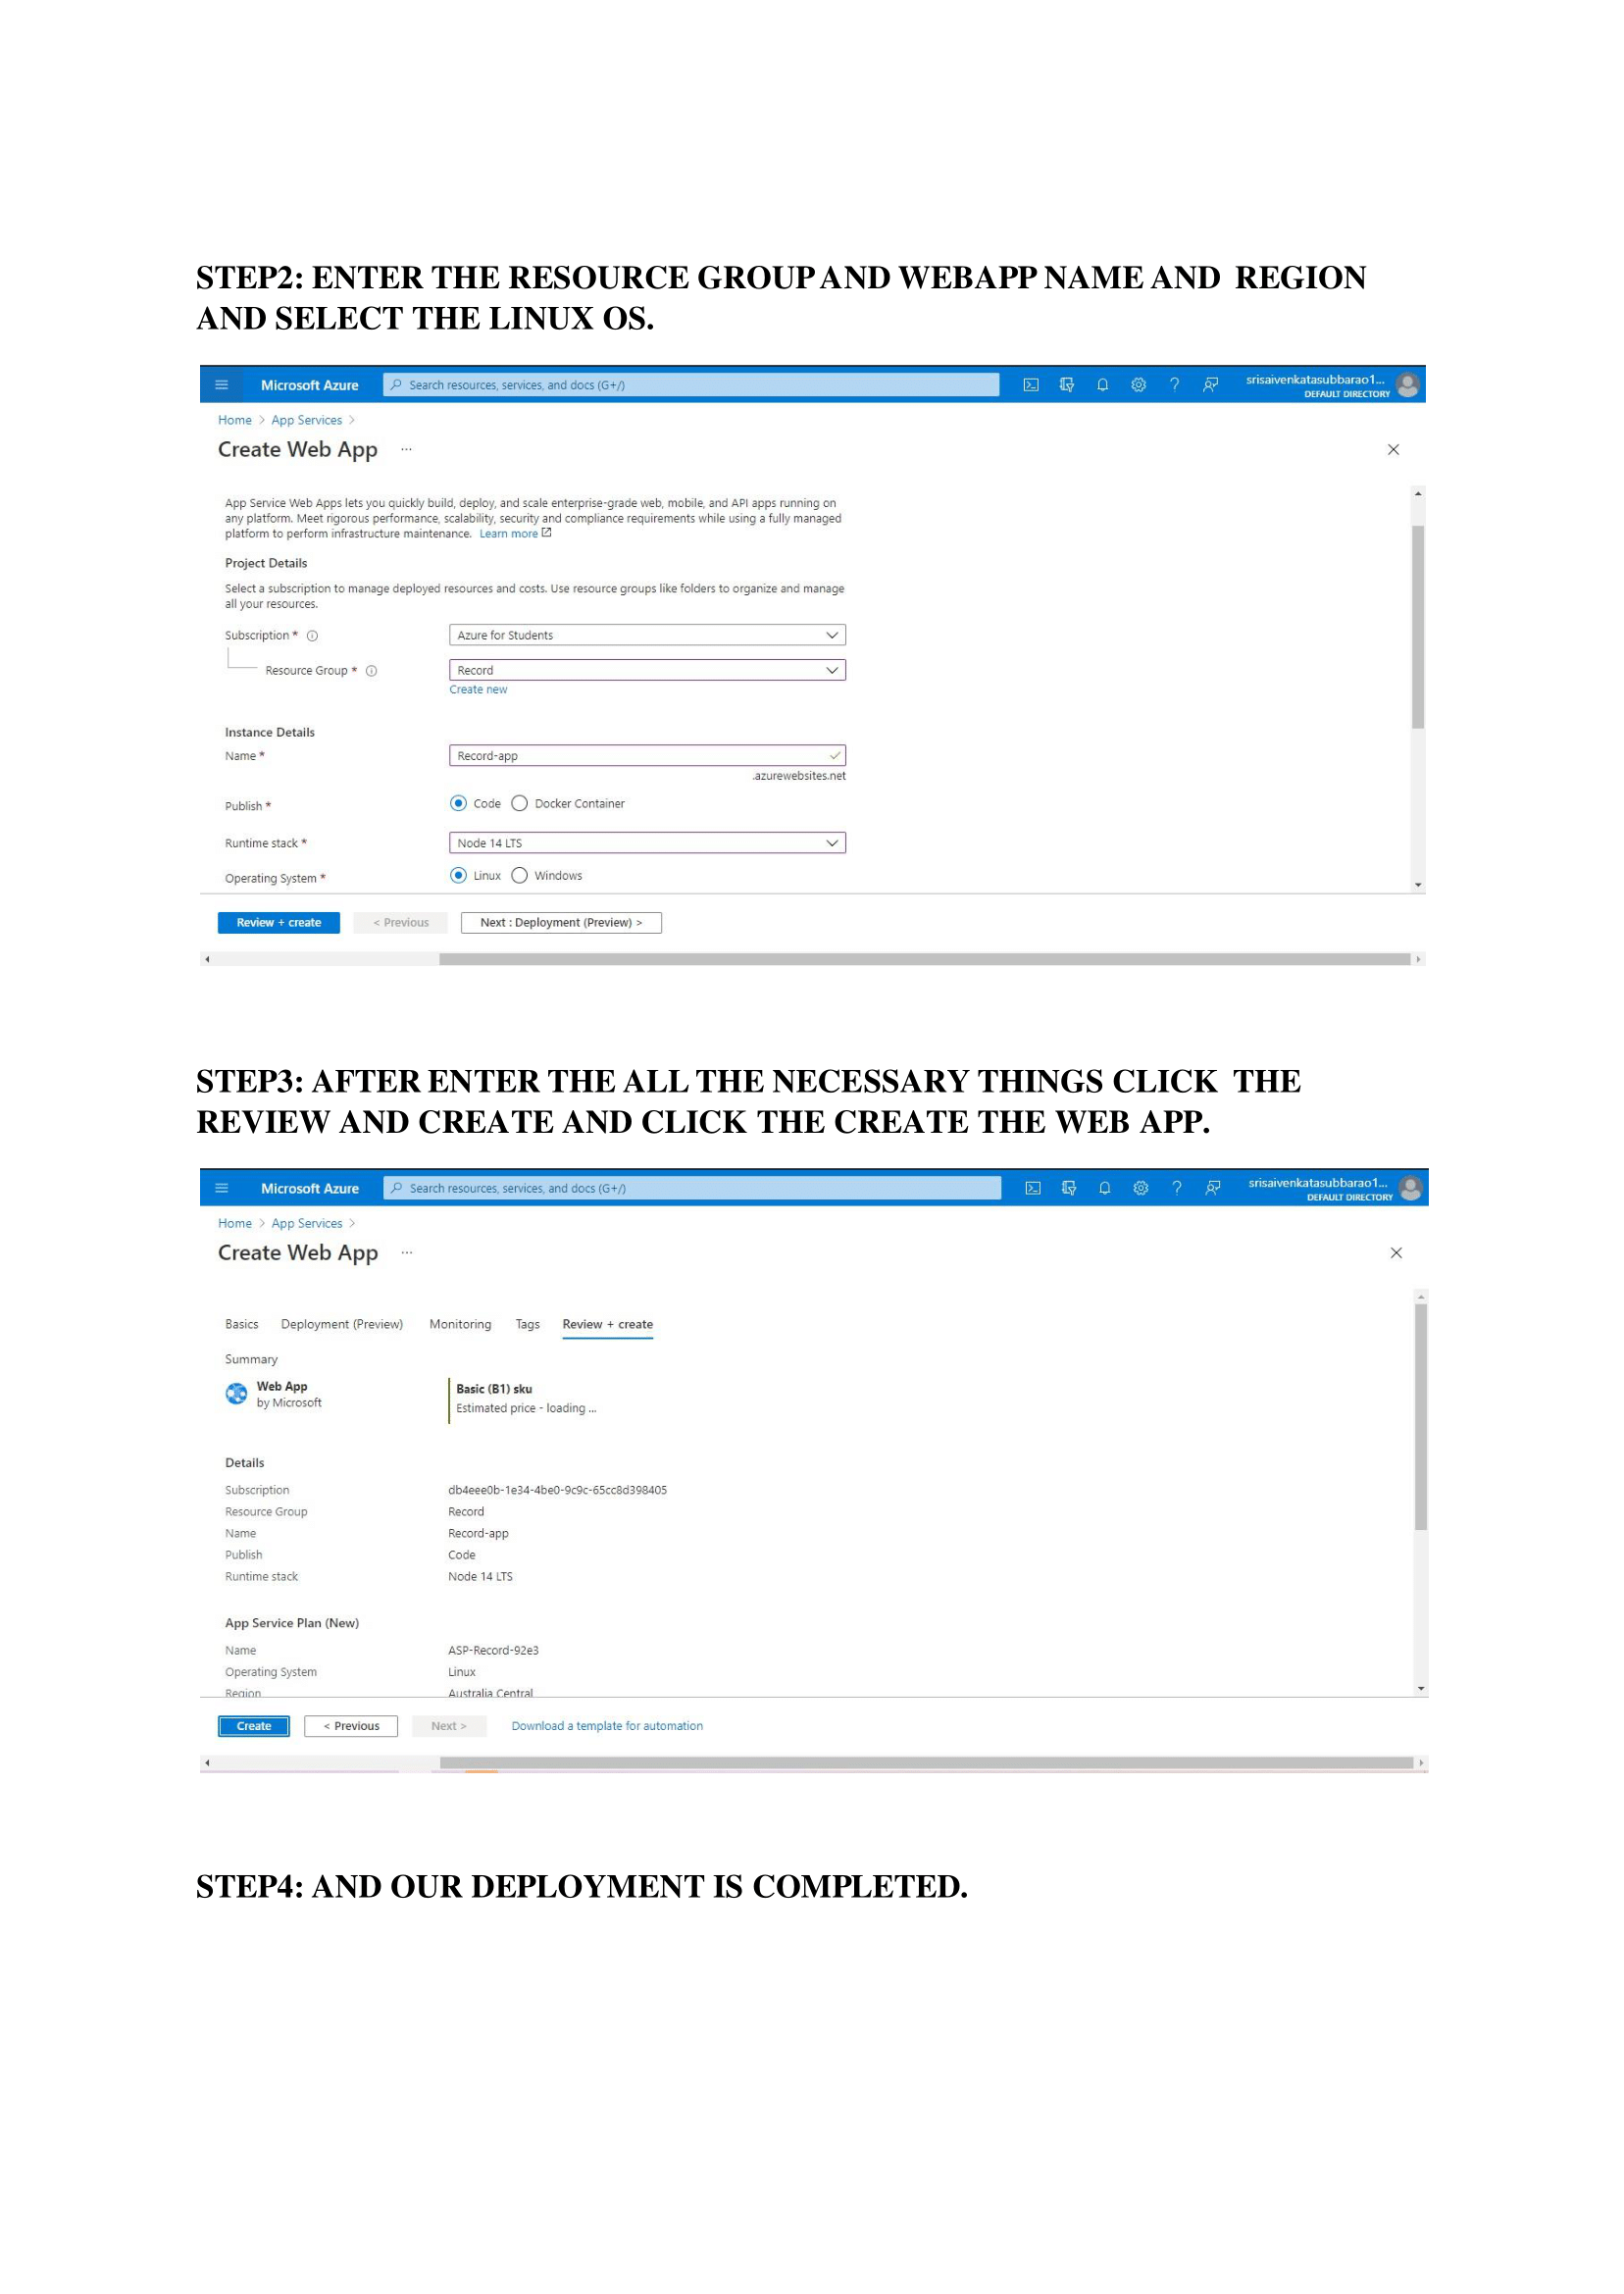 STEP2: ENTER THE RESOURCE GROUP AND WEBAPP NAME AND REGION
AND SELECT THE LINUX OS.
Microsoft Azure
Search resources, services, and docs (G+/)
srisaivenkatasubbarao1...
DEFAULT DIRECTORY
Home > App Services >
Create Web App ...
App Service Web Apps lets you quickly build, deploy, and scale enterprise-grade web, mobile, and API apps running on
any platform. Meet rigorous performance, scalability, security and compliance requirements while using a fully managed
platform to perform infrastructure maintenance. Learn more
Project Details
Select a subscription to manage deployed resources and costs. Use resource groups like folders to organize and manage
all your resources.
Subscription * Azure for Students
Resource Group * Record
Create new
Instance Details
Name * Record-app
.azurewebsites.net
Publish * Code Docker Container
Runtime stack * Node 14 LTS
Operating System * Linux Windows
Review + create < Previous Next : Deployment (Preview) >
STEP3: AFTER ENTER THE ALL THE NECESSARY THINGS CLICK THE
REVIEW AND CREATE AND CLICK THE CREATE THE WEB APP.
Microsoft Azure
Search resources, services, and docs (G+/)
srisaivenkatasubbarao1...
DEFAULT DIRECTORY
Home > App Services >
Create Web App ...
Basics Deployment (Preview) Monitoring Tags Review + create
Summary
Web App
by Microsoft
Basic (B1) sku
Estimated price - loading ...
Details
Subscription db4eee0b-1e34-4be0-9c9c-65cc8d398405
Resource Group Record
Name Record-app
Publish Code
Runtime stack Node 14 LTS
App Service Plan (New)
Name ASP-Record-92e3
Operating System Linux
Region Australia Central
Create < Previous Next > Download a template for automation
STEP4: AND OUR DEPLOYMENT IS COMPLETED.